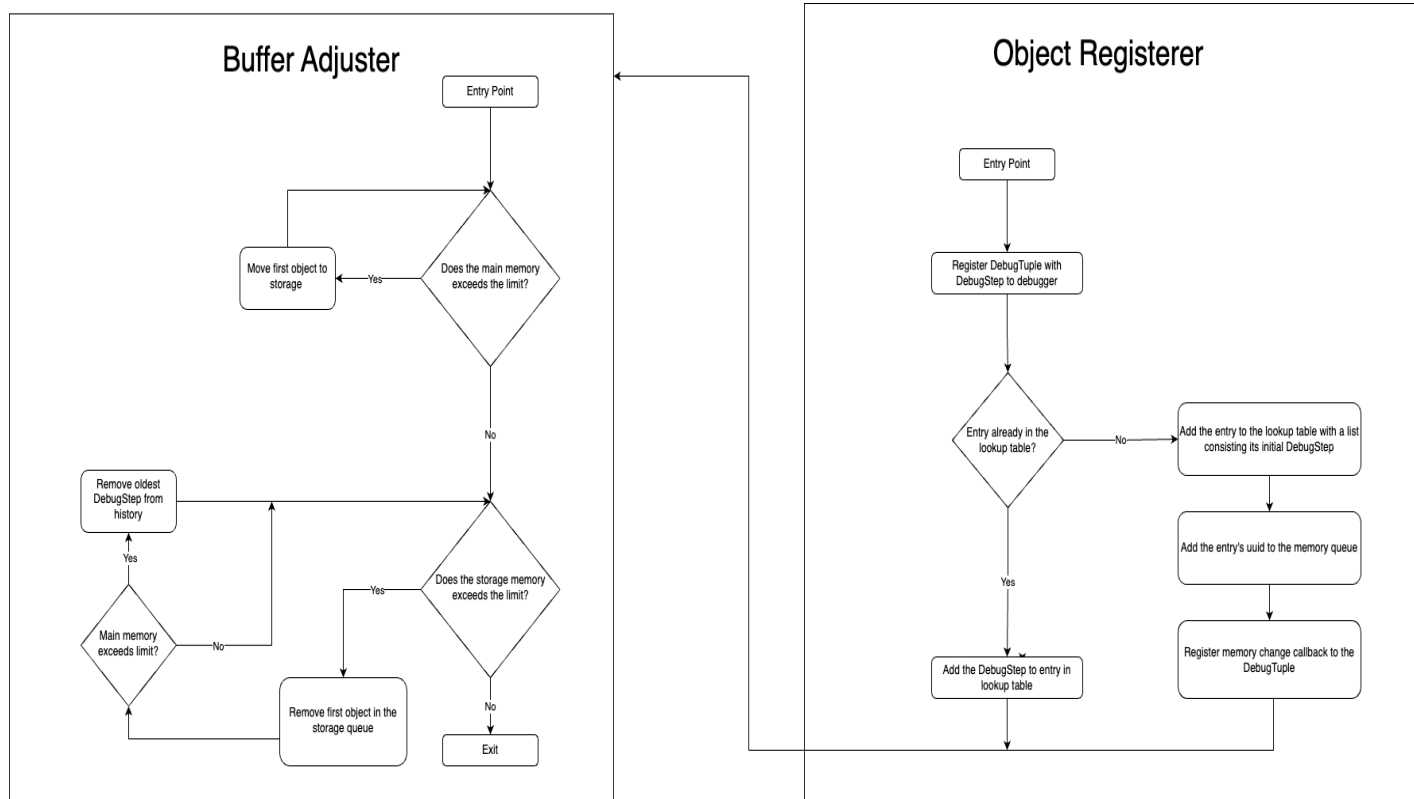 Buffer Adjuster
Entry Point
Move first object to
storage
Yes
Does the main memory
exceeds the limit?
No
Remove oldest
DebugStep from
history
Yes
Main memory
exceeds limit?
No
Yes
Does the storage memory
exceeds the limit?
Remove first object in the
storage queue
No
Exit
Object Registerer
Entry Point
Register DebugTuple with
DebugStep to debugger
Entry already in the
lookup table?
No
Add the entry to the lookup table with a list
consisting its initial DebugStep
Add the entry's uuid to the memory queue
Yes
Register memory change callback to the
DebugTuple
Add the DebugStep to entry in
lookup table